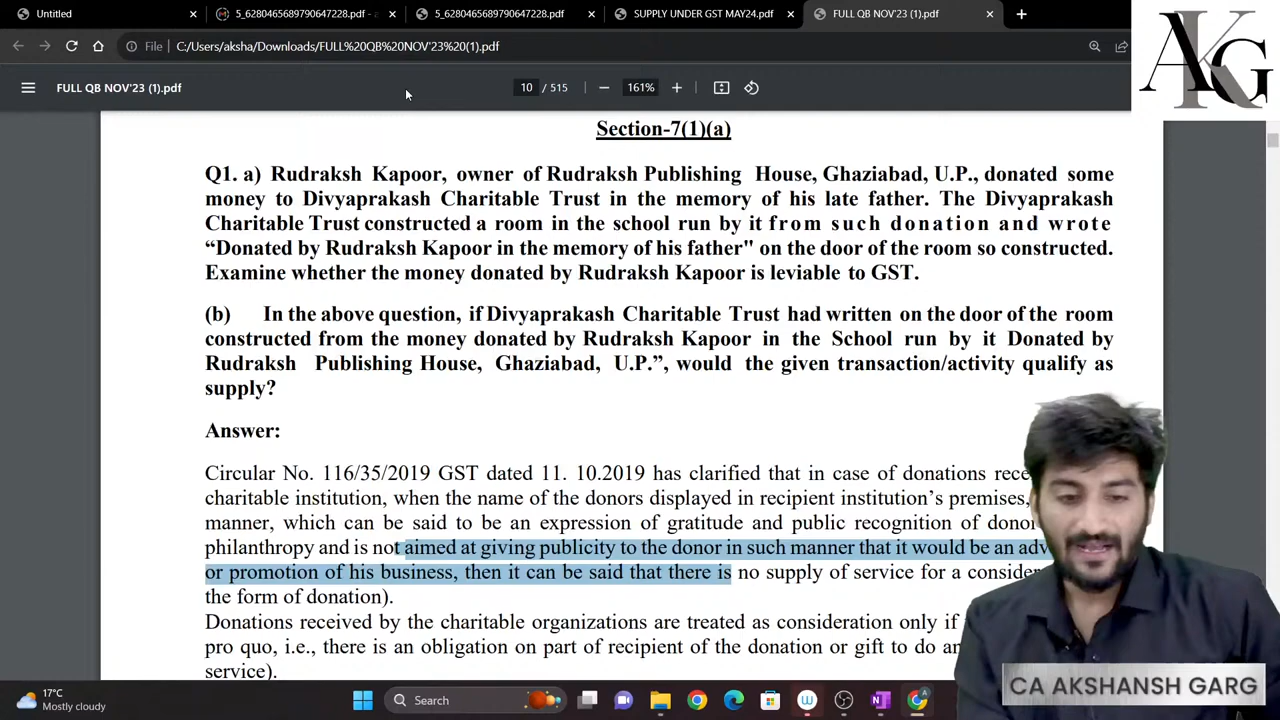 Untitled
5_6280465689790647228.pdf - a
5_6280465689790647228.pdf
SUPPLY UNDER GST MAY24.pdf
FULL QB NOV'23 (1).pdf
File
C:/Users/aksha/Downloads/FULL%20QB%20NOV'23%20(1).pdf
FULL QB NOV'23 (1).pdf
10 / 515
161%
AKG
Section-7(1)(a)
Q1. a) Rudraksh Kapoor, owner of Rudraksh Publishing House, Ghaziabad, U.P., donated some
money to Divyaprakash Charitable Trust in the memory of his late father. The Divyaprakash
Charitable Trust constructed a room in the school run by it from such donation and wrote
“Donated by Rudraksh Kapoor in the memory of his father" on the door of the room so constructed.
Examine whether the money donated by Rudraksh Kapoor is leviable to GST.
(b) In the above question, if Divyaprakash Charitable Trust had written on the door of the room
constructed from the money donated by Rudraksh Kapoor in the School run by it Donated by
Rudraksh Publishing House, Ghaziabad, U.P.”, would the given transaction/activity qualify as
supply?
Answer:
Circular No. 116/35/2019 GST dated 11. 10.2019 has clarified that in case of donations rece
charitable institution, when the name of the donors displayed in recipient institution’s premises,
manner, which can be said to be an expression of gratitude and public recognition of dono
philanthropy and is not aimed at giving publicity to the donor in such manner that it would be an adv
or promotion of his business, then it can be said that there is no supply of service for a consider
the form of donation).
Donations received by the charitable organizations are treated as consideration only if
pro quo, i.e., there is an obligation on part of recipient of the donation or gift to do an
service).
CA AKSHANSH GARG
17°C
Mostly cloudy
Search